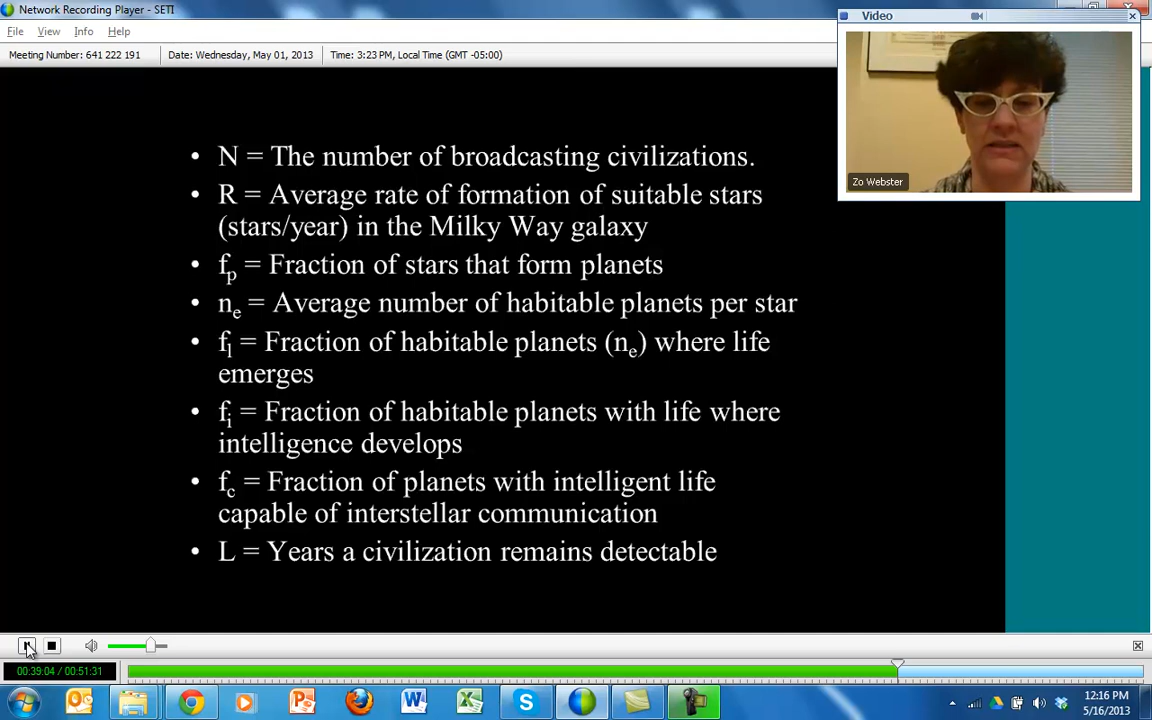 Network Recording Player - SETI
File View Info Help
Meeting Number: 641 222 191 Date: Wednesday, May 01, 2013 Time: 3:23 PM, Local Time (GMT -05:00)
Video
Zo Webster
• N = The number of broadcasting civilizations.
• R = Average rate of formation of suitable stars
(stars/year) in the Milky Way galaxy
• fp = Fraction of stars that form planets
• ne = Average number of habitable planets per star
• fl = Fraction of habitable planets (ne) where life
emerges
• fi = Fraction of habitable planets with life where
intelligence develops
• fc = Fraction of planets with intelligent life
capable of interstellar communication
• L = Years a civilization remains detectable
00:39:04 / 00:51:31
12:16 PM
5/16/2013